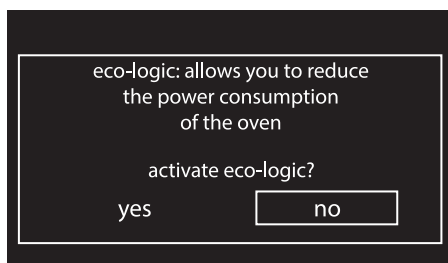 eco-logic: allows you to reduce
the power consumption
of the oven
activate eco-logic?
yes no